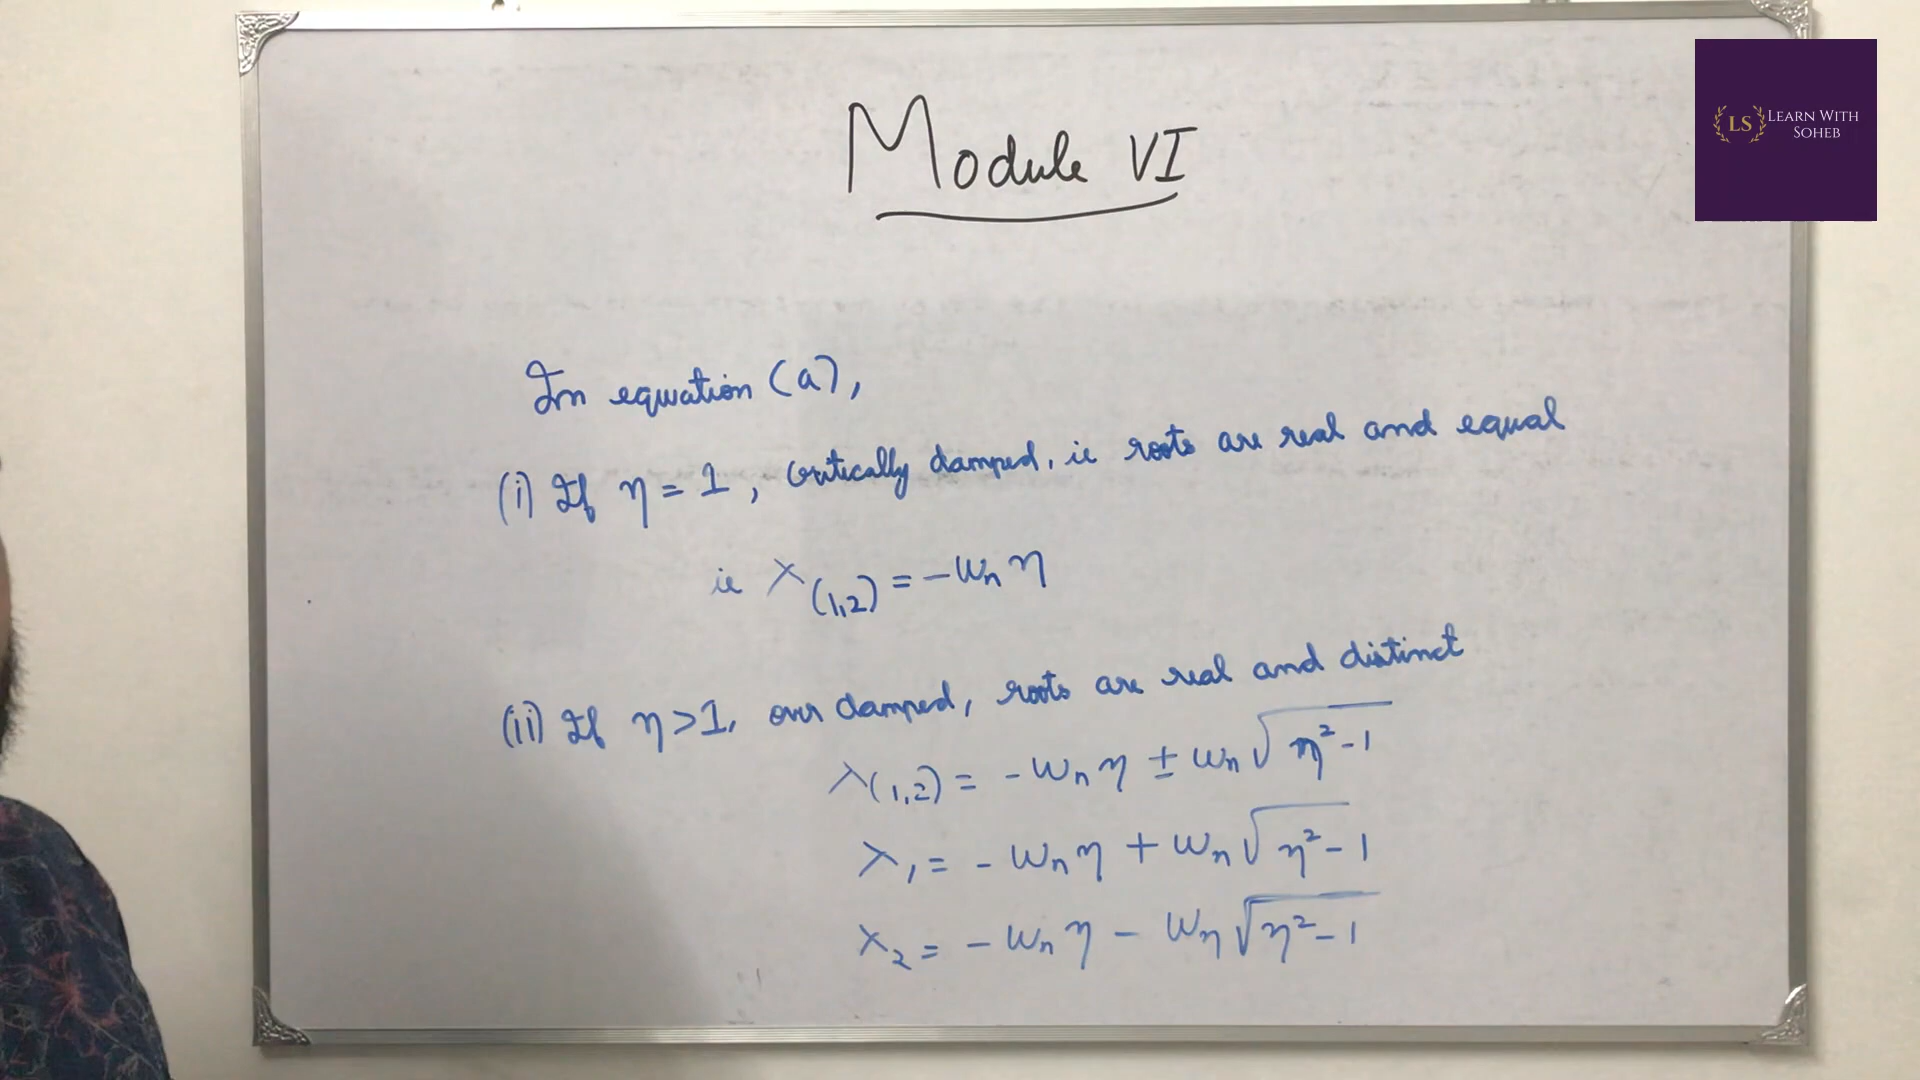 Module VI
LS LEARN WITH
SOHEB
In equation (a),
(i) If η = 1, critically damped, ie roots are real and equal
ie λ(1,2) = -ωn η
(ii) If η > 1, over damped, roots are real and distinct
λ(1,2) = - ωn η ± ωn √η²-1
λ1 = - ωn η + ωn √η²-1
λ2 = - ωn η - ωn √η²-1